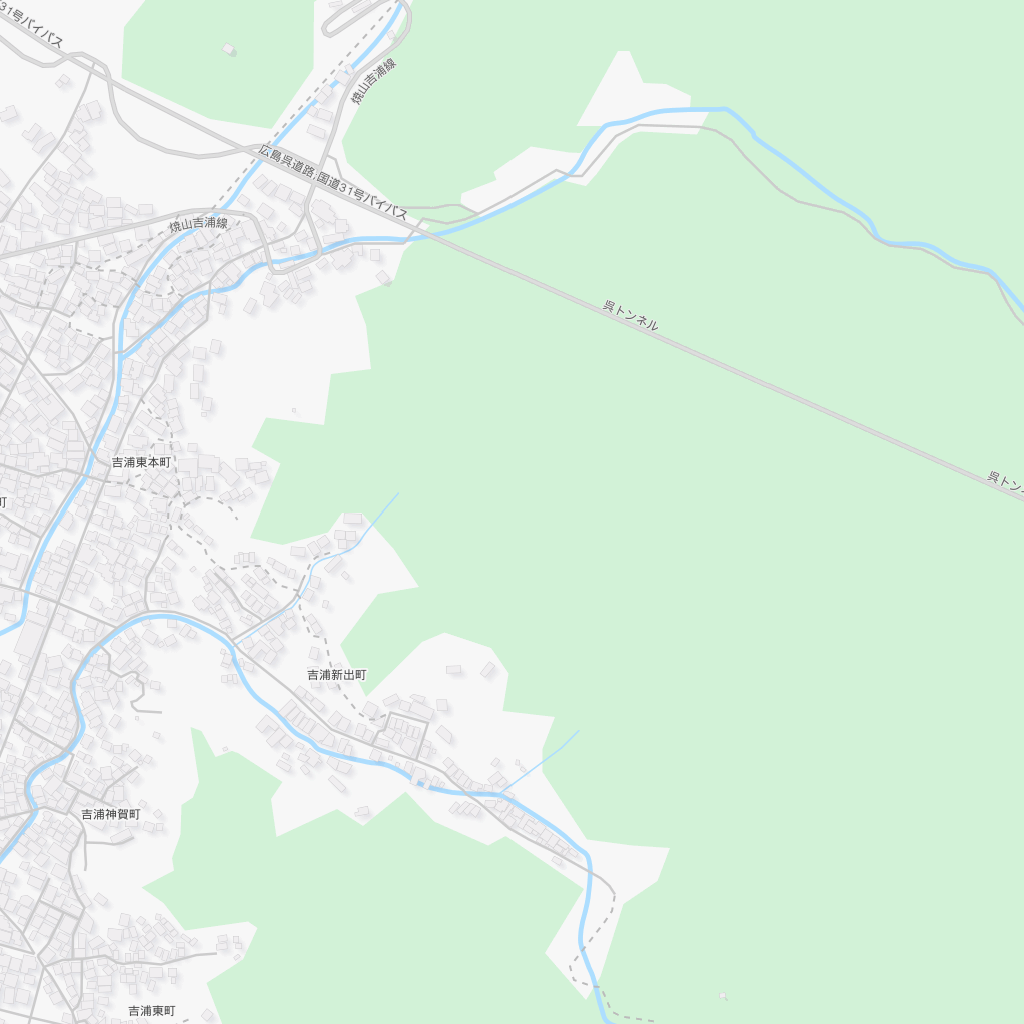 31号バイパス
焼山吉浦線
広島呉道路;国道31号バイパス
焼山吉浦線
呉トンネル
吉浦東本町
呉トンネ
町
吉浦新出町
吉浦神賀町
吉浦東町